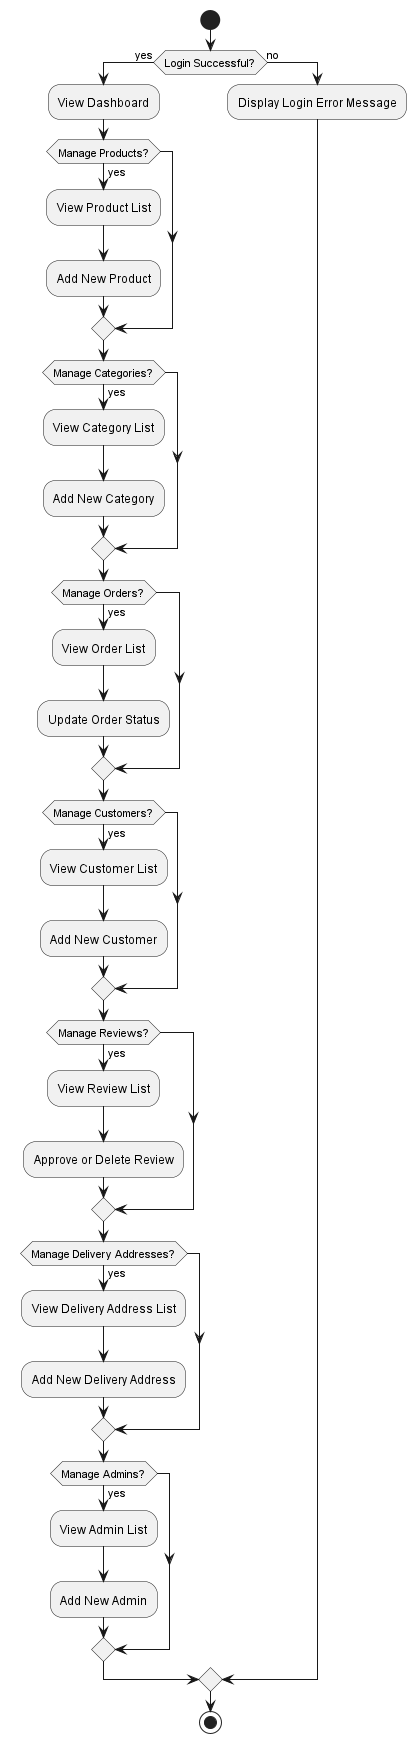 yes
Login Successful?
no
View Dashboard
Display Login Error Message
Manage Products?
yes
View Product List
Add New Product
Manage Categories?
yes
View Category List
Add New Category
Manage Orders?
yes
View Order List
Update Order Status
Manage Customers?
yes
View Customer List
Add New Customer
Manage Reviews?
yes
View Review List
Approve or Delete Review
Manage Delivery Addresses?
yes
View Delivery Address List
Add New Delivery Address
Manage Admins?
yes
View Admin List
Add New Admin